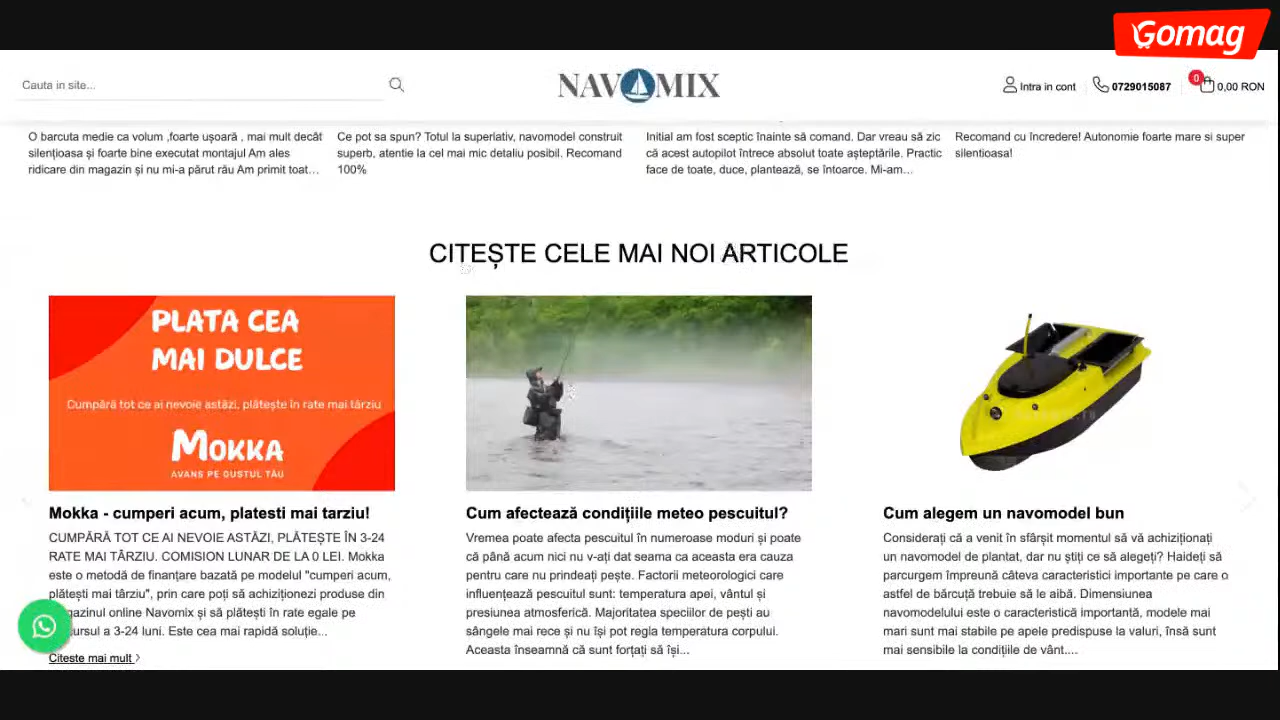 Gomag
Cauta in site...
NAVOMIX
Intra in cont
0729015087
0
0,00 RON
O barcuta medie ca volum ,foarte ușoară , mai mult decât
silențioasa și foarte bine executat montajul Am ales
ridicare din magazin și nu mi-a părut rău Am primit toat...
Ce pot sa spun? Totul la superlativ, navomodel construit
superb, atentie la cel mai mic detaliu posibil. Recomand
100%
Initial am fost sceptic înainte să comand. Dar vreau să zic
că acest autopilot întrece absolut toate așteptările. Practic
face de toate, duce, plantează, se întoarce. Mi-am...
Recomand cu încredere! Autonomie foarte mare si super
silentioasa!
CITEȘTE CELE MAI NOI ARTICOLE
PLATA CEA
MAI DULCE
Cumpără tot ce ai nevoie astăzi, plătește în rate mai târziu
MOKKA
AVANS PE GUSTUL TĂU
Mokka - cumperi acum, platesti mai tarziu!
CUMPĂRĂ TOT CE AI NEVOIE ASTĂZI, PLĂTEȘTE ÎN 3-24
RATE MAI TÂRZIU. COMISION LUNAR DE LA 0 LEI. Mokka
este o metodă de finanțare bazată pe modelul "cumperi acum,
plătești mai târziu", prin care poți să achiziționezi produse din
magazinul online Navomix și să plătești în rate egale pe
parcursul a 3-24 luni. Este cea mai rapidă soluție...
Citeste mai mult
Cum afectează condițiile meteo pescuitul?
Vremea poate afecta pescuitul în numeroase moduri și poate
că până acum nici nu v-ați dat seama ca aceasta era cauza
pentru care nu prindeați pește. Factorii meteorologici care
influențează pescuitul sunt: temperatura apei, vântul și
presiunea atmosferică. Majoritatea speciilor de pești au
sângele mai rece și nu își pot regla temperatura corpului.
Aceasta înseamnă că sunt forțați să își...
Cum alegem un navomodel bun
Considerați că a venit în sfârșit momentul să vă achiziționați
un navomodel de plantat, dar nu știți ce să alegeți? Haideți să
parcurgem împreună câteva caracteristici importante pe care o
astfel de bărcuță trebuie să le aibă. Dimensiunea
navomodelului este o caracteristică importantă, modele mai
mari sunt mai stabile pe apele predispuse la valuri, însă sunt
mai sensibile la condițiile de vânt....